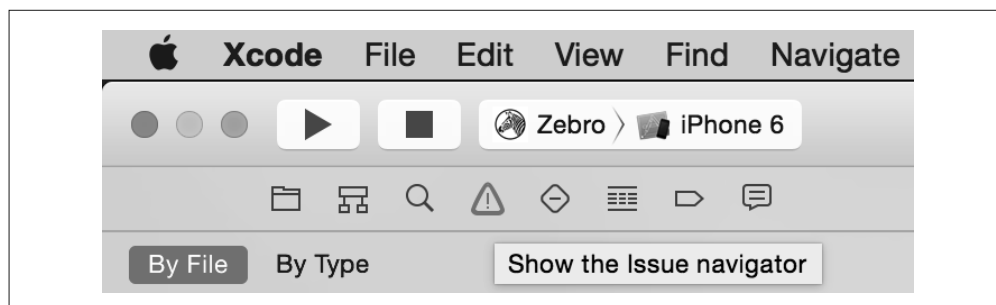 Xcode File Edit View Find Navigate
Zebro 〉 iPhone 6
By File By Type Show the Issue navigator